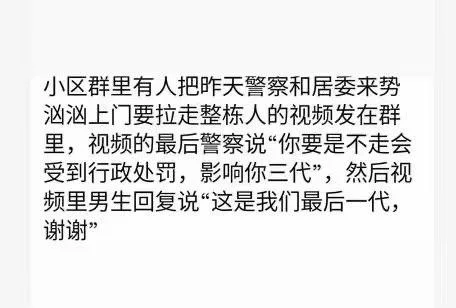 小区群里有人把昨天警察和居委来势
汹汹上门要拉走整栋人的视频发在群
里，视频的最后警察说“你要是不走会
受到行政处罚，影响你三代”，然后视
频里男生回复说“这是我们最后一代，
谢谢”